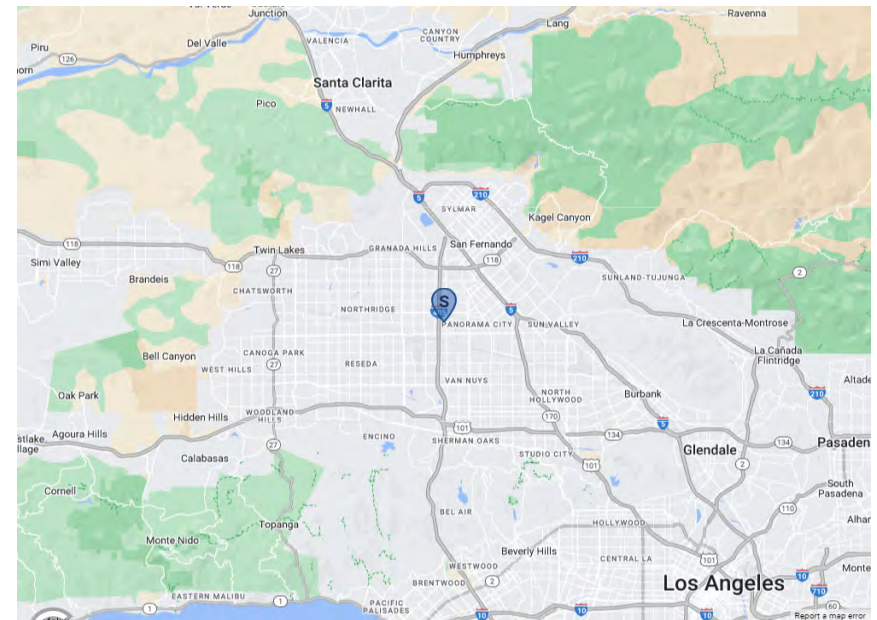 Junction
Ravenna
Lang
CANYON
COUNTRY
Del Valle
VALENCIA
Piru
Humphreys
126
Santa Clarita
Pico
5
NEWHALL
5
210
SYLMAR
Kagel Canyon
118
Twin Lakes
GRANADA HILLS
San Fernando
118
210
Simi Valley
118
27
2
Brandeis
SUNLAND-TUJUNGA
CHATSWORTH
S
NORTHRIDGE
5
PANORAMA CITY
SUN VALLEY
La Crescenta-Montrose
Bell Canyon
CANOGA PARK
La Cañada
Flintridge
WEST HILLS
27
RESEDA
VAN NUYS
Altade
Oak Park
NORTH
HOLLYWOOD
Burbank
210
Hidden Hills
WOODLAND
HILLS
170
5
stlake
llage
Agoura Hills
27
101
ENCINO
SHERMAN OAKS
134
134
Pasaden
Calabasas
STUDIO CITY
Glendale
101
2
Cornell
South
Pasadena
110
BEL AIR
Topanga
HOLLYWOOD
Alhar
Monte Nido
Beverly Hills
CENTRAL LA
101
WESTWOOD
Monte
BRENTWOOD
2
10
Los Angeles
10
710
EASTERN MALIBU
1
1
PACIFIC
PALISADES
10
10
60
Report a map error